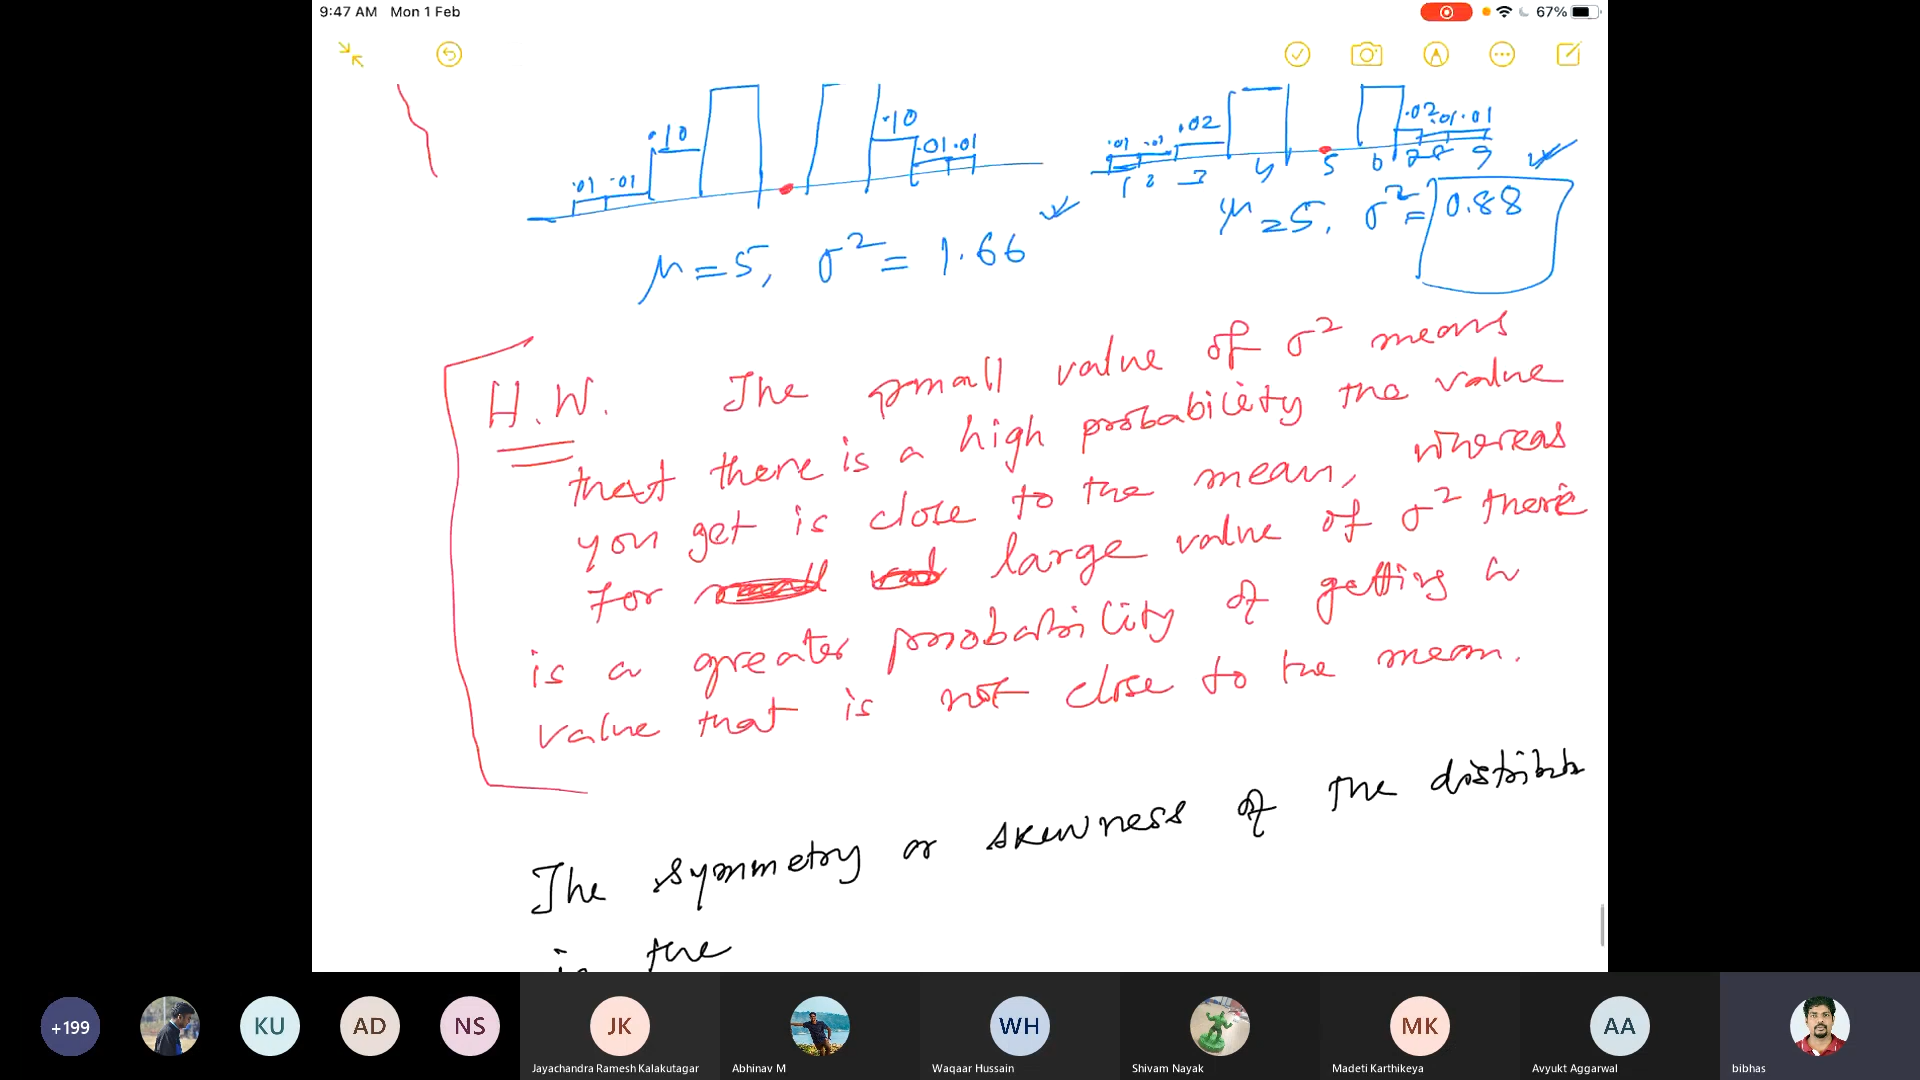 9:47 AM Mon 1 Feb 67%
.10 .10 .02 .02 .01 .01
.01 .01 .01 .01 .01 .01
1 2 3 4 5 6 7 8 9
μ=5, σ²= 0.88
μ=5, σ²= 1.66
H.W. The small value of σ² means
that there is a high probability the value
you get is close to the mean, whereas
for large value of σ² there
is a greater probability of getting a
value that is not close to the mean.
The symmetry or skewness of the distribut
is the
+199 KU AD NS JK WH MK AA
Jayachandra Ramesh Kalakutagar Abhinav M Waqaar Hussain Shivam Nayak Madeti Karthikeya Avyukt Aggarwal bibhas